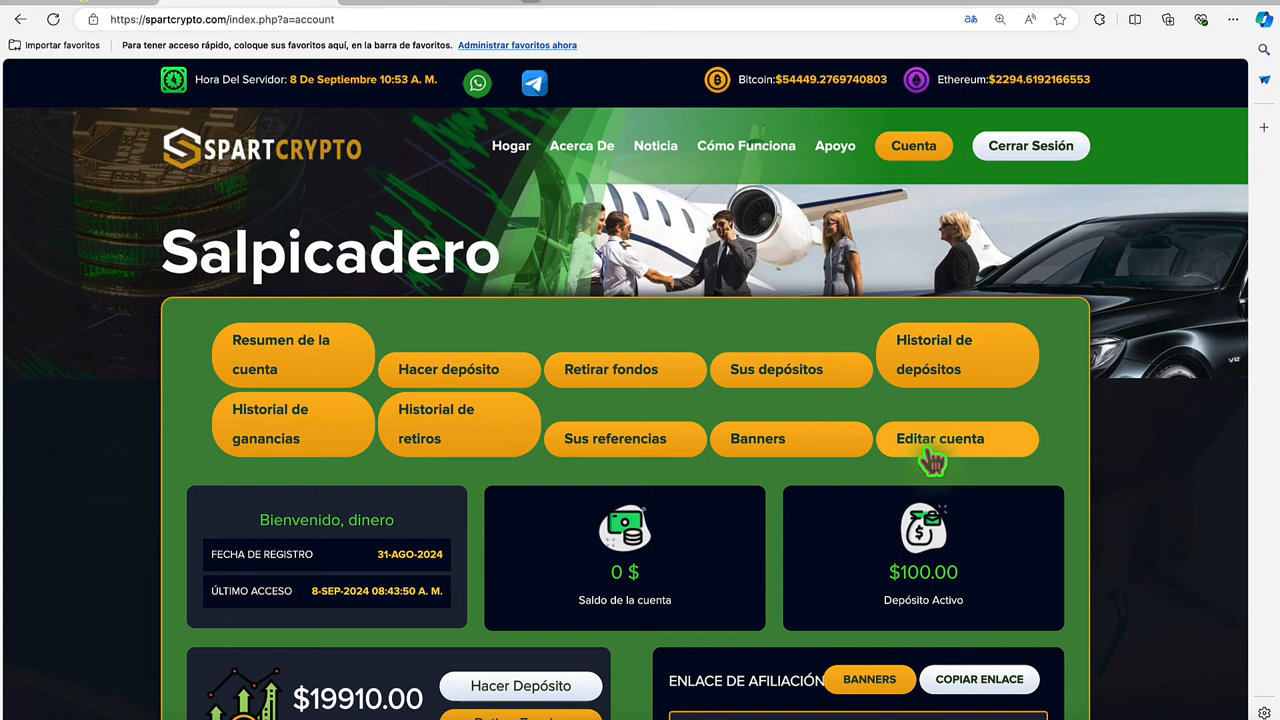 https://spartcrypto.com/index.php?a=account
Importar favoritos
Para tener acceso rápido, coloque sus favoritos aquí, en la barra de favoritos. Administrar favoritos ahora
Hora Del Servidor: 8 De Septiembre 10:53 A. M.
Bitcoin:$54449.2769740803
Ethereum:$2294.6192166553
SPARTCRYPTO
Hogar
Acerca De
Noticia
Cómo Funciona
Apoyo
Cuenta
Cerrar Sesión
Salpicadero
Resumen de la
cuenta
Hacer depósito
Retirar fondos
Sus depósitos
Historial de
depósitos
Historial de
ganancias
Historial de
retiros
Sus referencias
Banners
Editar cuenta
Bienvenido, dinero
FECHA DE REGISTRO 31-AGO-2024
ÚLTIMO ACCESO 8-SEP-2024 08:43:50 A. M.
0 $
Saldo de la cuenta
$100.00
Depósito Activo
$19910.00
Hacer Depósito
ENLACE DE AFILIACIÓN
BANNERS
COPIAR ENLACE